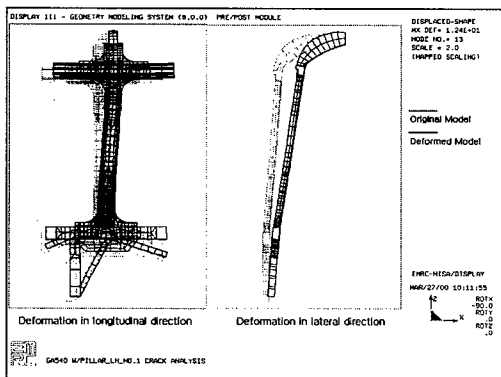 DISPLAY III - GEOMETRY MODELING SYSTEM (8.0.0) PRE/POST MODULE
DISPLACED-SHAPE
MX DEF= 1.24E+01
NODE NO.= 13
SCALE = 2.0
(MAPPED SCALING)
Original Model
Deformed Model
EMRC-NISA/DISPLAY
MAR/27/00 10:11:55
ROTX
-90.0
ROTY
.0
ROTZ
.0
Z
X
Deformation in longitudinal direction
Deformation in lateral direction
GA540 W/PILLAR_LH_NO.1 CRACK ANALYSIS